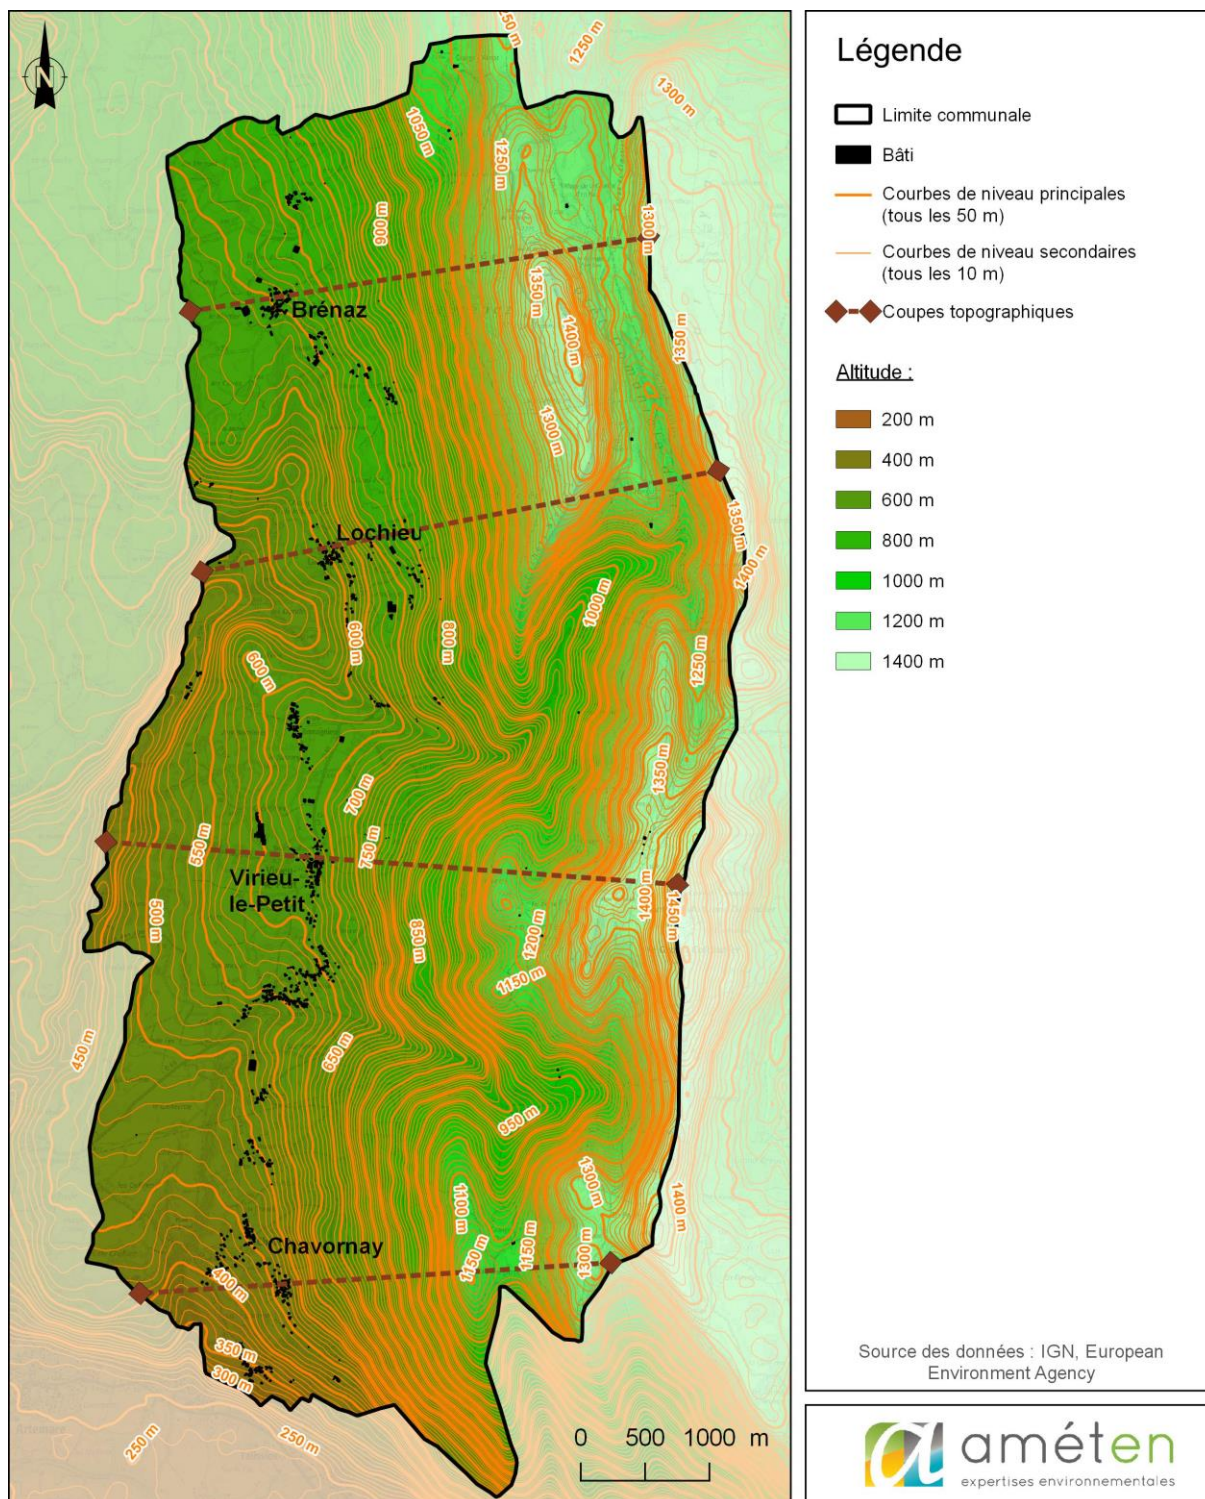 N
250 m
1250 m
1300 m
1050 m
1250 m
900 m
1300 m
Brénaz
1350 m
1400 m
1350 m
1300 m
Lochieu
1350 m
1400 m
1000 m
600 m
800 m
600 m
1250 m
1350 m
700 m
550 m
750 m
Virieu-
le-Petit
500 m
850 m
1400 m
1450 m
1200 m
1150 m
450 m
650 m
950 m
1100 m
1300 m
1400 m
Chavornay
1150 m
1150 m
1300 m
400 m
350 m
300 m
250 m
250 m
0 500 1000 m
Légende
Limite communale
Bâti
Courbes de niveau principales
(tous les 50 m)
Courbes de niveau secondaires
(tous les 10 m)
Coupes topographiques
Altitude :
200 m
400 m
600 m
800 m
1000 m
1200 m
1400 m
Source des données : IGN, European
Environment Agency
a améten
expertises environnementales